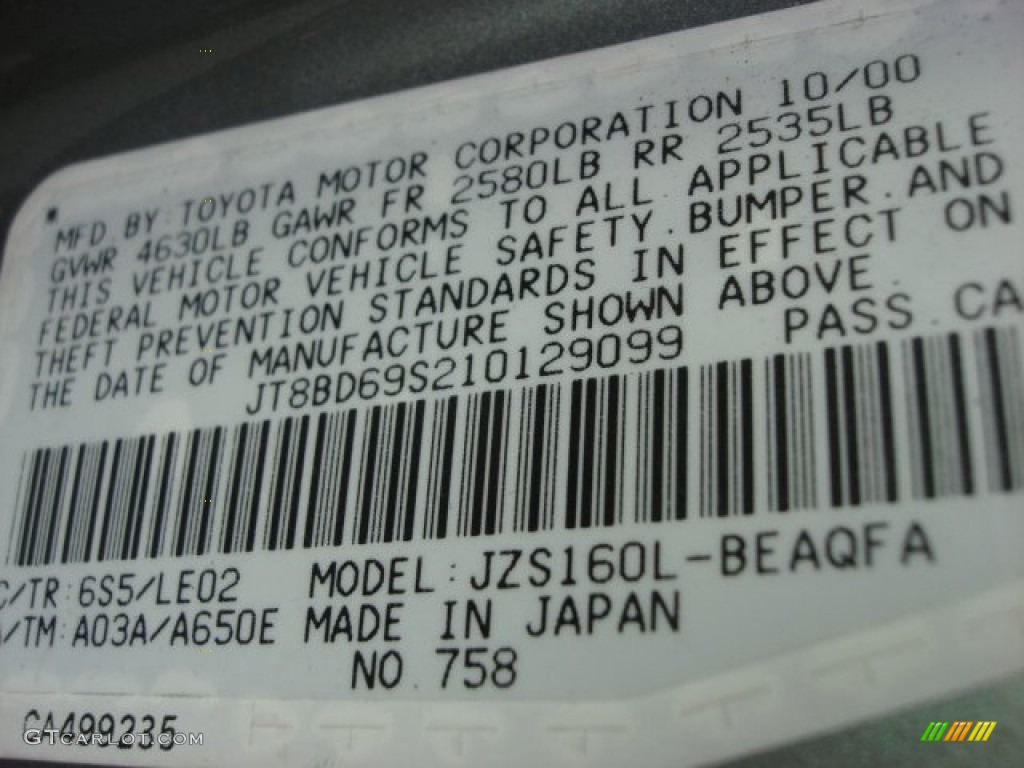 MFD BY:TOYOTA MOTOR CORPORATION 10/00
GVWR 4630LB GAWR FR 2580LB RR 2535LB
THIS VEHICLE CONFORMS TO ALL APPLICABLE
FEDERAL MOTOR VEHICLE SAFETY.BUMPER.AND
THEFT PREVENTION STANDARDS IN EFFECT ON
THE DATE OF MANUFACTURE SHOWN ABOVE.
JT8BD69S210129099 PASS.CA
C/TR:6S5/LE02 MODEL:JZS160L-BEAQFA
/TM:A03A/A650E MADE IN JAPAN
NO.758
CA499235
GTCarLot.com